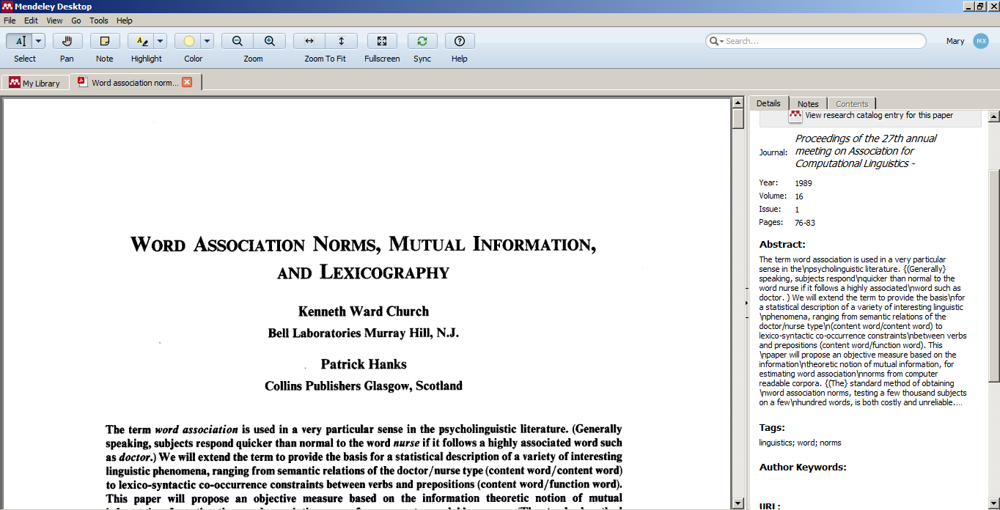 Mendeley Desktop
File Edit View Go Tools Help
Select Pan Note Highlight Color Zoom Zoom To Fit Fullscreen Sync Help
Search...
Mary MX
My Library
Word association norm...
WORD ASSOCIATION NORMS, MUTUAL INFORMATION,
AND LEXICOGRAPHY
Kenneth Ward Church
Bell Laboratories Murray Hill, N.J.
Patrick Hanks
Collins Publishers Glasgow, Scotland
The term word association is used in a very particular sense in the psycholinguistic literature. (Generally
speaking, subjects respond quicker than normal to the word nurse if it follows a highly associated word such
as doctor.) We will extend the term to provide the basis for a statistical description of a variety of interesting
linguistic phenomena, ranging from semantic relations of the doctor/nurse type (content word/content word)
to lexico-syntactic co-occurrence constraints between verbs and prepositions (content word/function word).
This paper will propose an objective measure based on the information theoretic notion of mutual
Details Notes Contents
View research catalog entry for this paper
Journal: Proceedings of the 27th annual
meeting on Association for
Computational Linguistics -
Year: 1989
Volume: 16
Issue: 1
Pages: 76-83
Abstract:
The term word association is used in a very particular
sense in the\npsycholinguistic literature. {(Generally}
speaking, subjects respond\nquicker than normal to the
word nurse if it follows a highly associated\nword such as
doctor. ) We will extend the term to provide the basis\nfor
a statistical description of a variety of interesting linguistic
\nphenomena, ranging from semantic relations of the
doctor/nurse type\n(content word/content word) to
lexico-syntactic co-occurrence constraints\nbetween verbs
and prepositions (content word/function word). This
\npaper will propose an objective measure based on the
information\ntheoretic notion of mutual information, for
estimating word association\nnorms from computer
readable corpora. {(The} standard method of obtaining
\nword association norms, testing a few thousand subjects
on a few\nhundred words, is both costly and unreliable....
Tags:
linguistics; word; norms
Author Keywords:
URL: